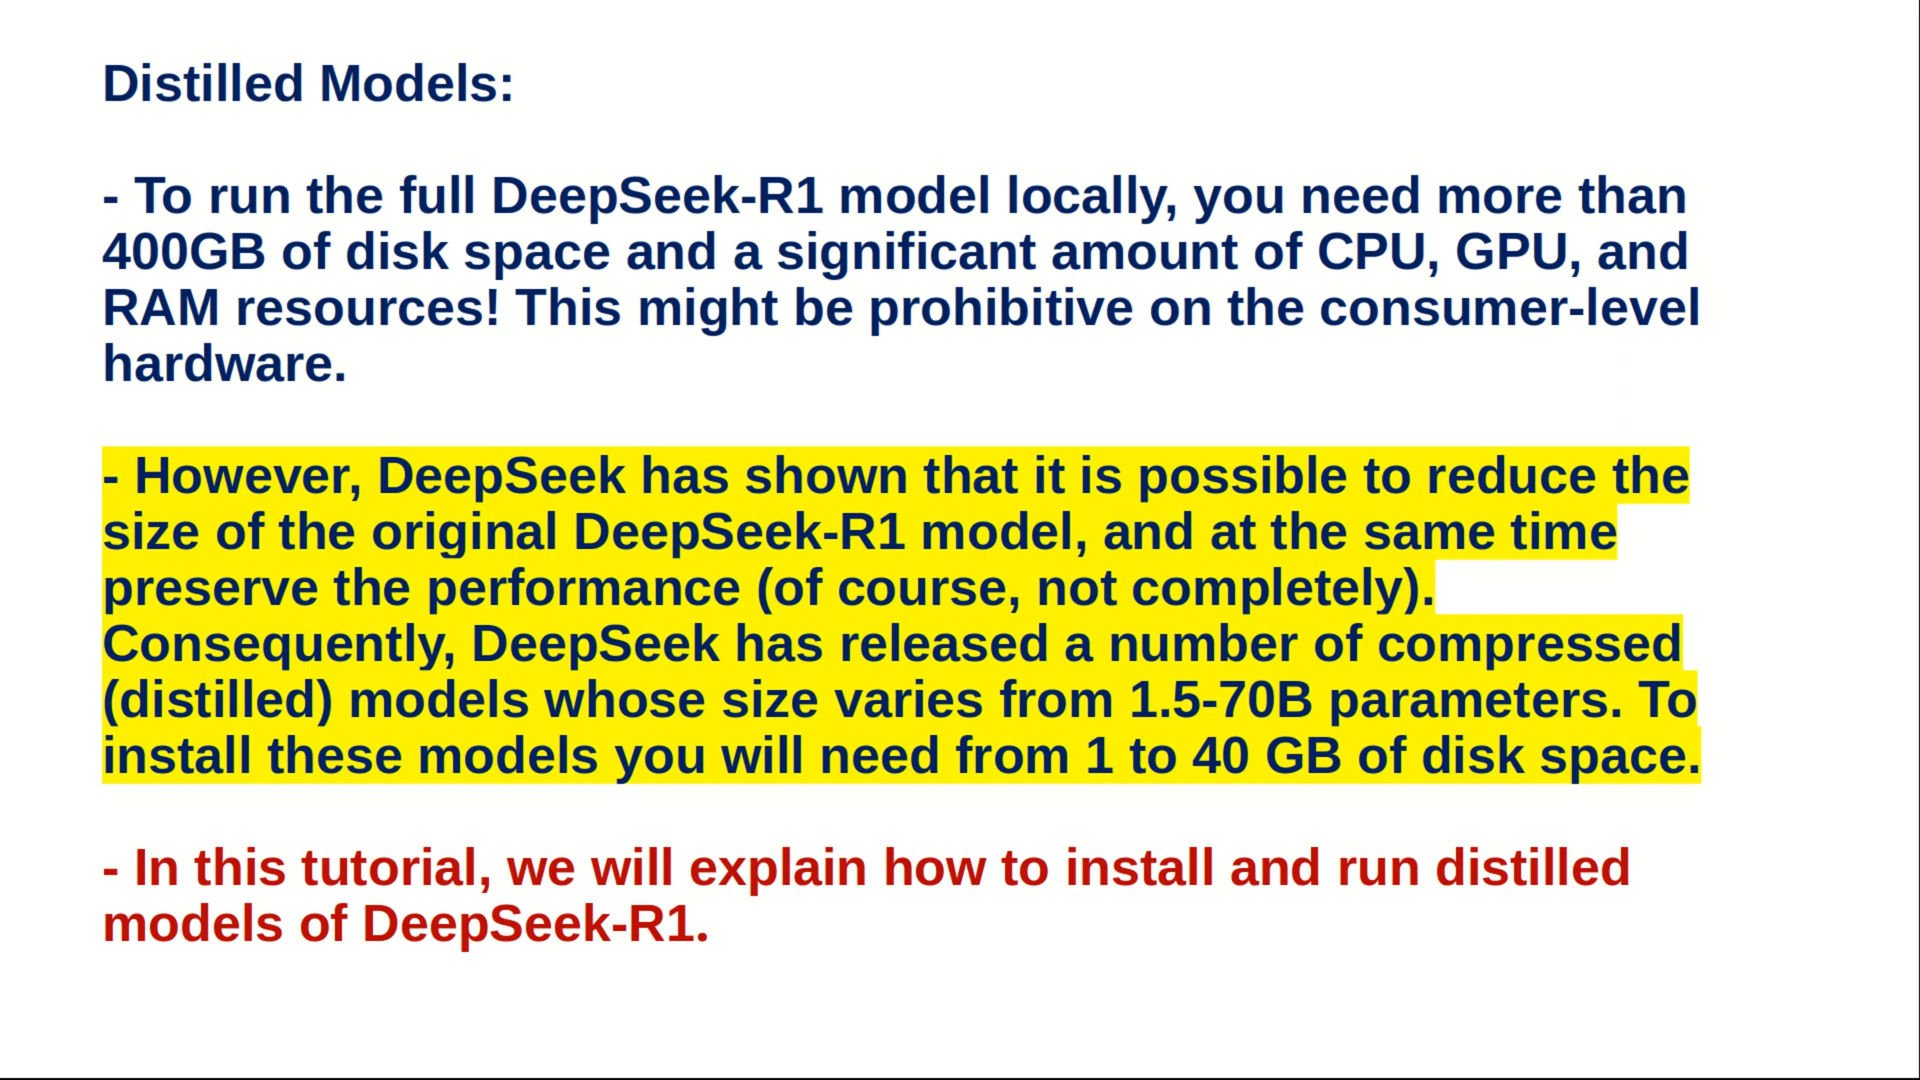 Distilled Models:
- To run the full DeepSeek-R1 model locally, you need more than
400GB of disk space and a significant amount of CPU, GPU, and
RAM resources! This might be prohibitive on the consumer-level
hardware.
- However, DeepSeek has shown that it is possible to reduce the
size of the original DeepSeek-R1 model, and at the same time
preserve the performance (of course, not completely).
Consequently, DeepSeek has released a number of compressed
(distilled) models whose size varies from 1.5-70B parameters. To
install these models you will need from 1 to 40 GB of disk space.
- In this tutorial, we will explain how to install and run distilled
models of DeepSeek-R1.